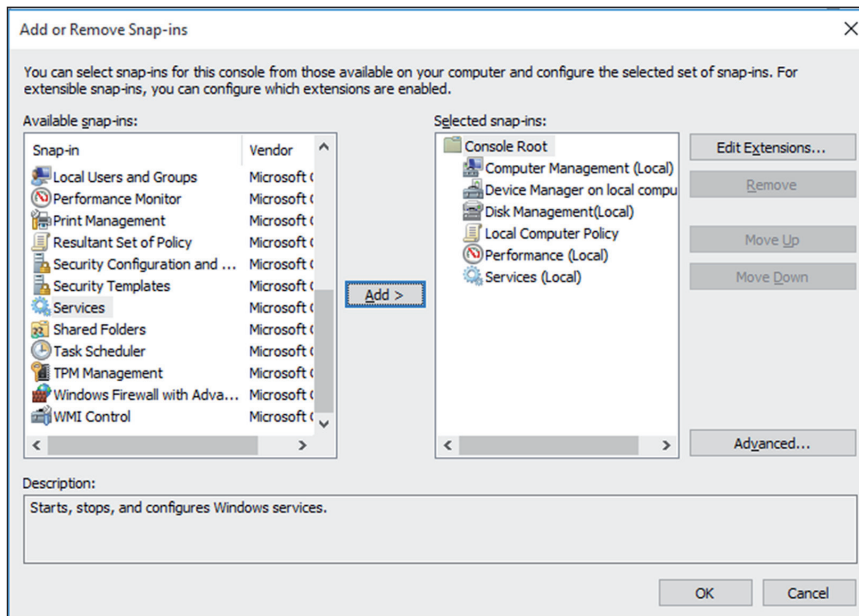 Add or Remove Snap-ins
You can select snap-ins for this console from those available on your computer and configure the selected set of snap-ins. For
extensible snap-ins, you can configure which extensions are enabled.
Available snap-ins:
Snap-in Vendor
Local Users and Groups Microsoft
Performance Monitor Microsoft
Print Management Microsoft
Resultant Set of Policy Microsoft
Security Configuration and ... Microsoft
Security Templates Microsoft
Services Microsoft
Shared Folders Microsoft
Task Scheduler Microsoft
TPM Management Microsoft
Windows Firewall with Adva... Microsoft
WMI Control Microsoft
Add >
Selected snap-ins:
Console Root
Computer Management (Local)
Device Manager on local compu
Disk Management(Local)
Local Computer Policy
Performance (Local)
Services (Local)
Edit Extensions...
Remove
Move Up
Move Down
Advanced...
Description:
Starts, stops, and configures Windows services.
OK
Cancel